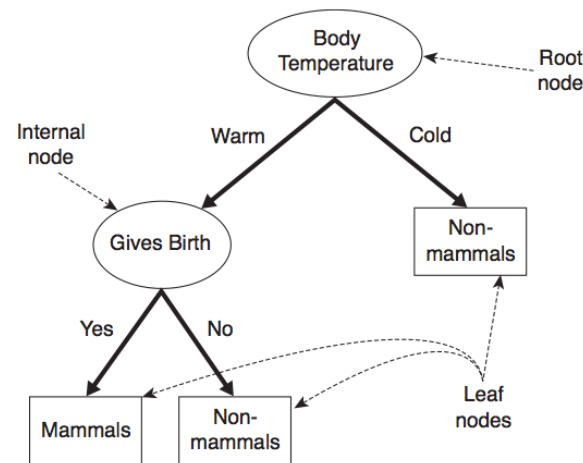 Body
Temperature
Root
node
Internal
node
Warm
Cold
Gives Birth
Non-
mammals
Yes
No
Mammals
Non-
mammals
Leaf
nodes